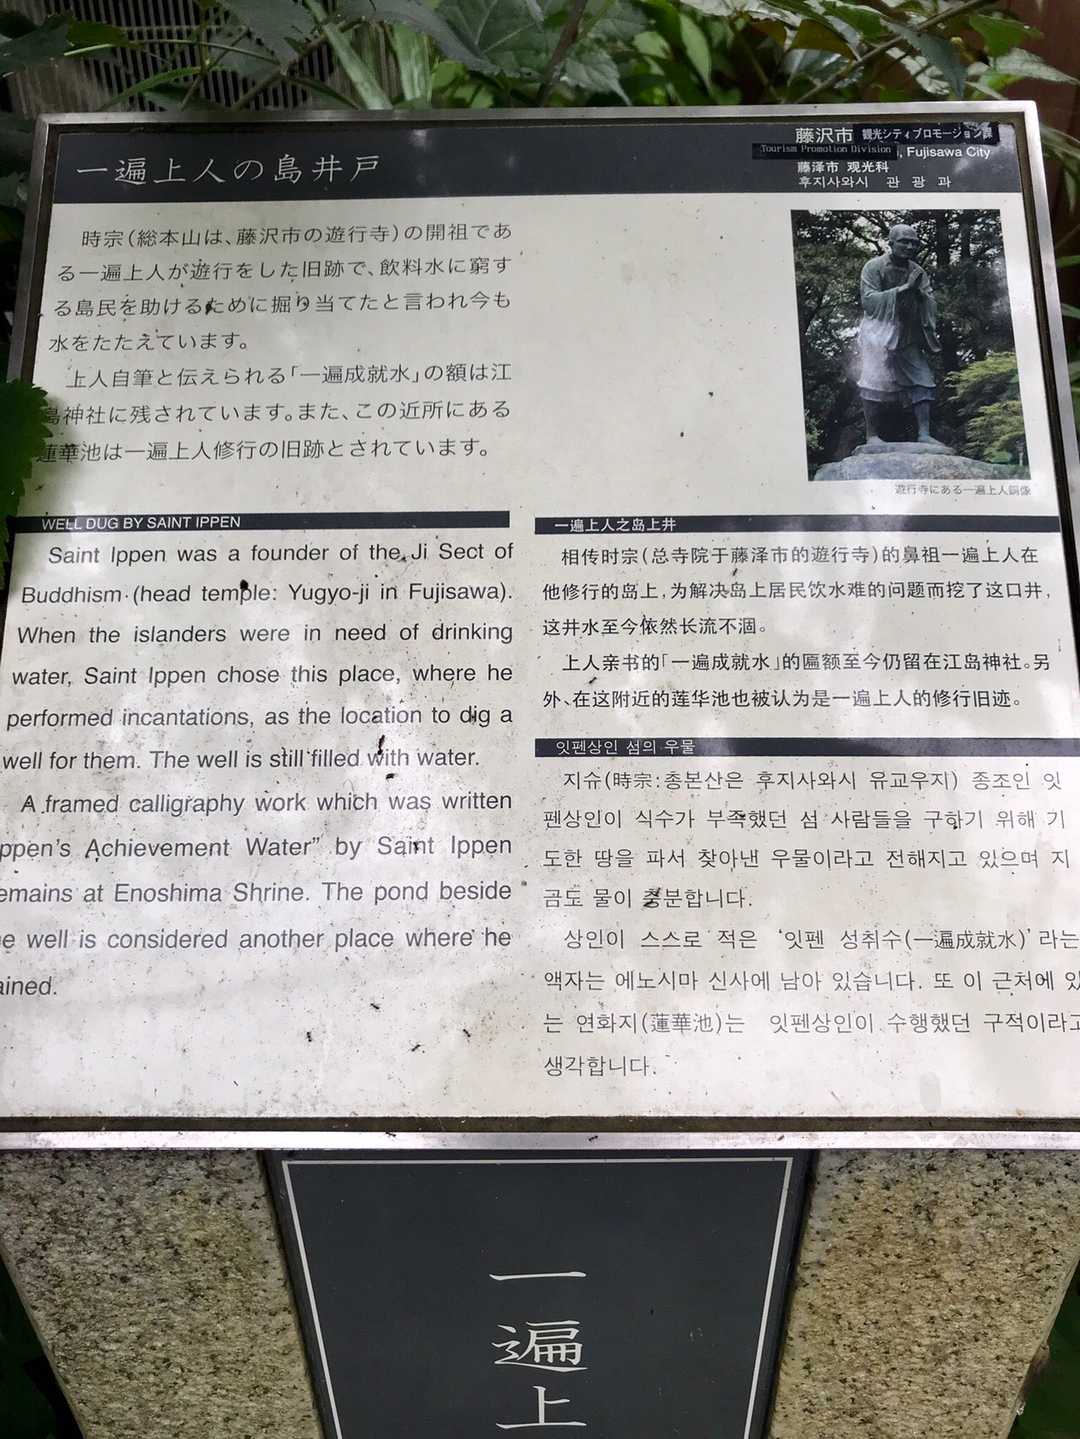 一遍上人の島井戸
藤沢市 観光シティプロモーション課
Tourism Promotion Division , Fujisawa City
藤泽市 观光科
후지사와시 관 광 과
時宗(総本山は、藤沢市の遊行寺)の開祖であ
る一遍上人が遊行をした旧跡で、飲料水に窮す
る島民を助けるために掘り当てたと言われ今も
水をたたえています。
上人自筆と伝えられる「一遍成就水」の額は江
島神社に残されています。また、この近所にある
蓮華池は一遍上人修行の旧跡とされています。
遊行寺にある一遍上人銅像
WELL DUG BY SAINT IPPEN
Saint Ippen was a founder of the Ji Sect of
Buddhism (head temple: Yugyo-ji in Fujisawa).
When the islanders were in need of drinking
water, Saint Ippen chose this place, where he
performed incantations, as the location to dig a
well for them. The well is still filled with water.
A framed calligraphy work which was written
ppen's Achievement Water" by Saint Ippen
emains at Enoshima Shrine. The pond beside
e well is considered another place where he
ained.
一遍上人之岛上井
相传时宗(总寺院于藤泽市的遊行寺)的鼻祖一遍上人在
他修行的岛上,为解决岛上居民饮水难的问题而挖了这口井,
这井水至今依然长流不涸。
上人亲书的「一遍成就水」的匾额至今仍留在江岛神社。另
外、在这附近的莲华池也被认为是一遍上人的修行旧迹。
잇펜상인 섬의 우물
지슈(時宗:총본산은 후지사와시 유교우지) 종조인 잇
펜상인이 식수가 부족했던 섬 사람들을 구하기 위해 기
도한 땅을 파서 찾아낸 우물이라고 전해지고 있으며 지
금도 물이 충분합니다.
상인이 스스로 적은 '잇펜 성취수(一遍成就水)'라는
액자는 에노시마 신사에 남아 있습니다. 또 이 근처에 있
는 연화지(蓮華池)는 잇펜상인이 수행했던 구적이라고
생각합니다.
一遍上